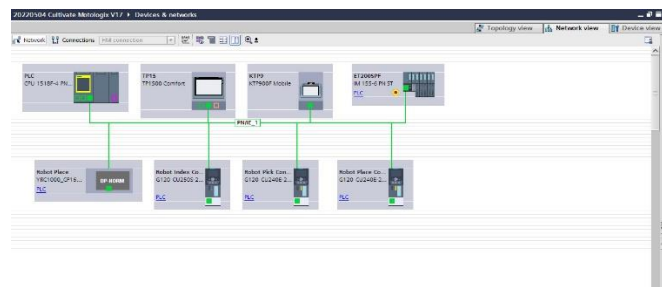 20220504 Cultivate Motologix V17 ▸ Devices & networks
Topology view Network view Device view
Network Connections HMI connection
PLC
CPU 1518F-4 PN...
TP15
TP1500 Comfort
KTP9
KTP900F Mobile
ET200SPF
IM 155-6 PN ST
PLC
PN/IE_1
Robot Place
YRC1000_CP16...
DP-NORM
PLC
Robot Index Co...
G120 CU250S-2...
PLC
Robot Pick Con...
G120 CU240E-2...
PLC
Robot Place Co...
G120 CU240E-2...
PLC